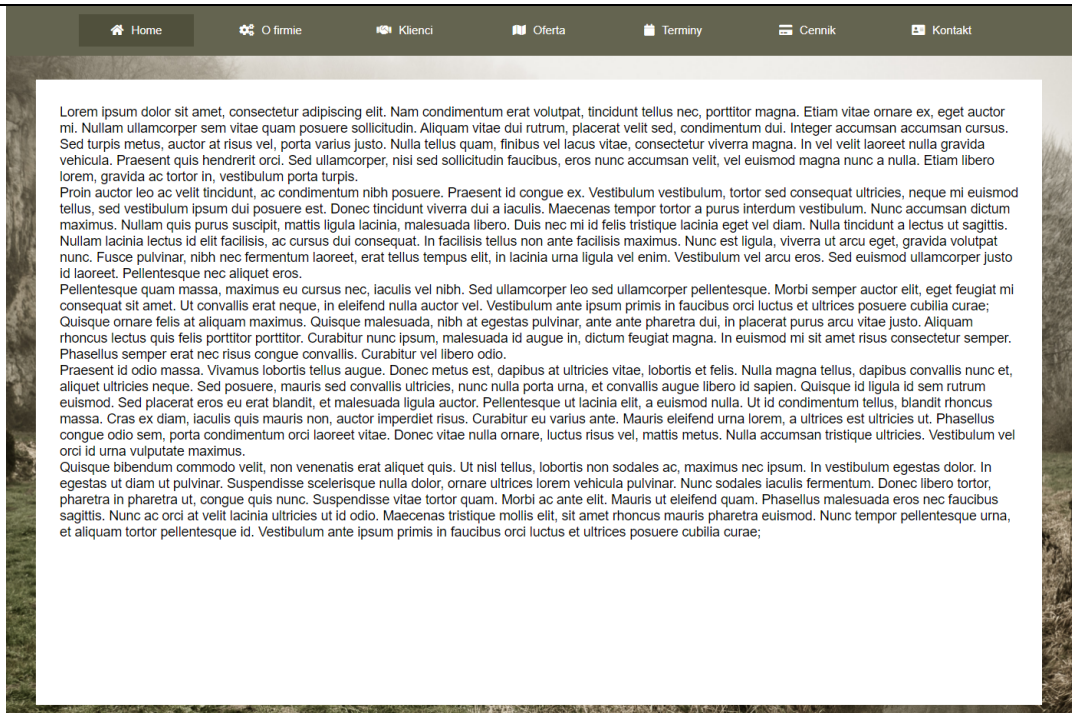 Home O firmie Klienci Oferta Terminy Cennik Kontakt
Lorem ipsum dolor sit amet, consectetur adipiscing elit. Nam condimentum erat volutpat, tincidunt tellus nec, porttitor magna. Etiam vitae ornare ex, eget auctor
mi. Nullam ullamcorper sem vitae quam posuere sollicitudin. Aliquam vitae dui rutrum, placerat velit sed, condimentum dui. Integer accumsan accumsan cursus.
Sed turpis metus, auctor at risus vel, porta varius justo. Nulla tellus quam, finibus vel lacus vitae, consectetur viverra magna. In vel velit laoreet nulla gravida
vehicula. Praesent quis hendrerit orci. Sed ullamcorper, nisi sed sollicitudin faucibus, eros nunc accumsan velit, vel euismod magna nunc a nulla. Etiam libero
lorem, gravida ac tortor in, vestibulum porta turpis.
Proin auctor leo ac velit tincidunt, ac condimentum nibh posuere. Praesent id congue ex. Vestibulum vestibulum, tortor sed consequat ultricies, neque mi euismod
tellus, sed vestibulum ipsum dui posuere est. Donec tincidunt viverra dui a iaculis. Maecenas tempor tortor a purus interdum vestibulum. Nunc accumsan dictum
maximus. Nullam quis purus suscipit, mattis ligula lacinia, malesuada libero. Duis nec mi id felis tristique lacinia eget vel diam. Nulla tincidunt a lectus ut sagittis.
Nullam lacinia lectus id elit facilisis, ac cursus dui consequat. In facilisis tellus non ante facilisis maximus. Nunc est ligula, viverra ut arcu eget, gravida volutpat
nunc. Fusce pulvinar, nibh nec fermentum laoreet, erat tellus tempus elit, in lacinia urna ligula vel enim. Vestibulum vel arcu eros. Sed euismod ullamcorper justo
id laoreet. Pellentesque nec aliquet eros.
Pellentesque quam massa, maximus eu cursus nec, iaculis vel nibh. Sed ullamcorper leo sed ullamcorper pellentesque. Morbi semper auctor elit, eget feugiat mi
consequat sit amet. Ut convallis erat neque, in eleifend nulla auctor vel. Vestibulum ante ipsum primis in faucibus orci luctus et ultrices posuere cubilia curae;
Quisque ornare felis at aliquam maximus. Quisque malesuada, nibh at egestas pulvinar, ante ante pharetra dui, in placerat purus arcu vitae justo. Aliquam
rhoncus lectus quis felis porttitor porttitor. Curabitur nunc ipsum, malesuada id augue in, dictum feugiat magna. In euismod mi sit amet risus consectetur semper.
Phasellus semper erat nec risus congue convallis. Curabitur vel libero odio.
Praesent id odio massa. Vivamus lobortis tellus augue. Donec metus est, dapibus at ultricies vitae, lobortis et felis. Nulla magna tellus, dapibus convallis nunc et,
aliquet ultricies neque. Sed posuere, mauris sed convallis ultricies, nunc nulla porta urna, et convallis augue libero id sapien. Quisque id ligula id sem rutrum
euismod. Sed placerat eros eu erat blandit, et malesuada ligula auctor. Pellentesque ut lacinia elit, a euismod nulla. Ut id condimentum tellus, blandit rhoncus
massa. Cras ex diam, iaculis quis mauris non, auctor imperdiet risus. Curabitur eu varius ante. Mauris eleifend urna lorem, a ultrices est ultricies ut. Phasellus
congue odio sem, porta condimentum orci laoreet vitae. Donec vitae nulla ornare, luctus risus vel, mattis metus. Nulla accumsan tristique ultricies. Vestibulum vel
orci id urna vulputate maximus.
Quisque bibendum commodo velit, non venenatis erat aliquet quis. Ut nisl tellus, lobortis non sodales ac, maximus nec ipsum. In vestibulum egestas dolor. In
egestas ut diam ut pulvinar. Suspendisse scelerisque nulla dolor, ornare ultrices lorem vehicula pulvinar. Nunc sodales iaculis fermentum. Donec libero tortor,
pharetra in pharetra ut, congue quis nunc. Suspendisse vitae tortor quam. Morbi ac ante elit. Mauris ut eleifend quam. Phasellus malesuada eros nec faucibus
sagittis. Nunc ac orci at velit lacinia ultricies ut id odio. Maecenas tristique mollis elit, sit amet rhoncus mauris pharetra euismod. Nunc tempor pellentesque urna,
et aliquam tortor pellentesque id. Vestibulum ante ipsum primis in faucibus orci luctus et ultrices posuere cubilia curae;